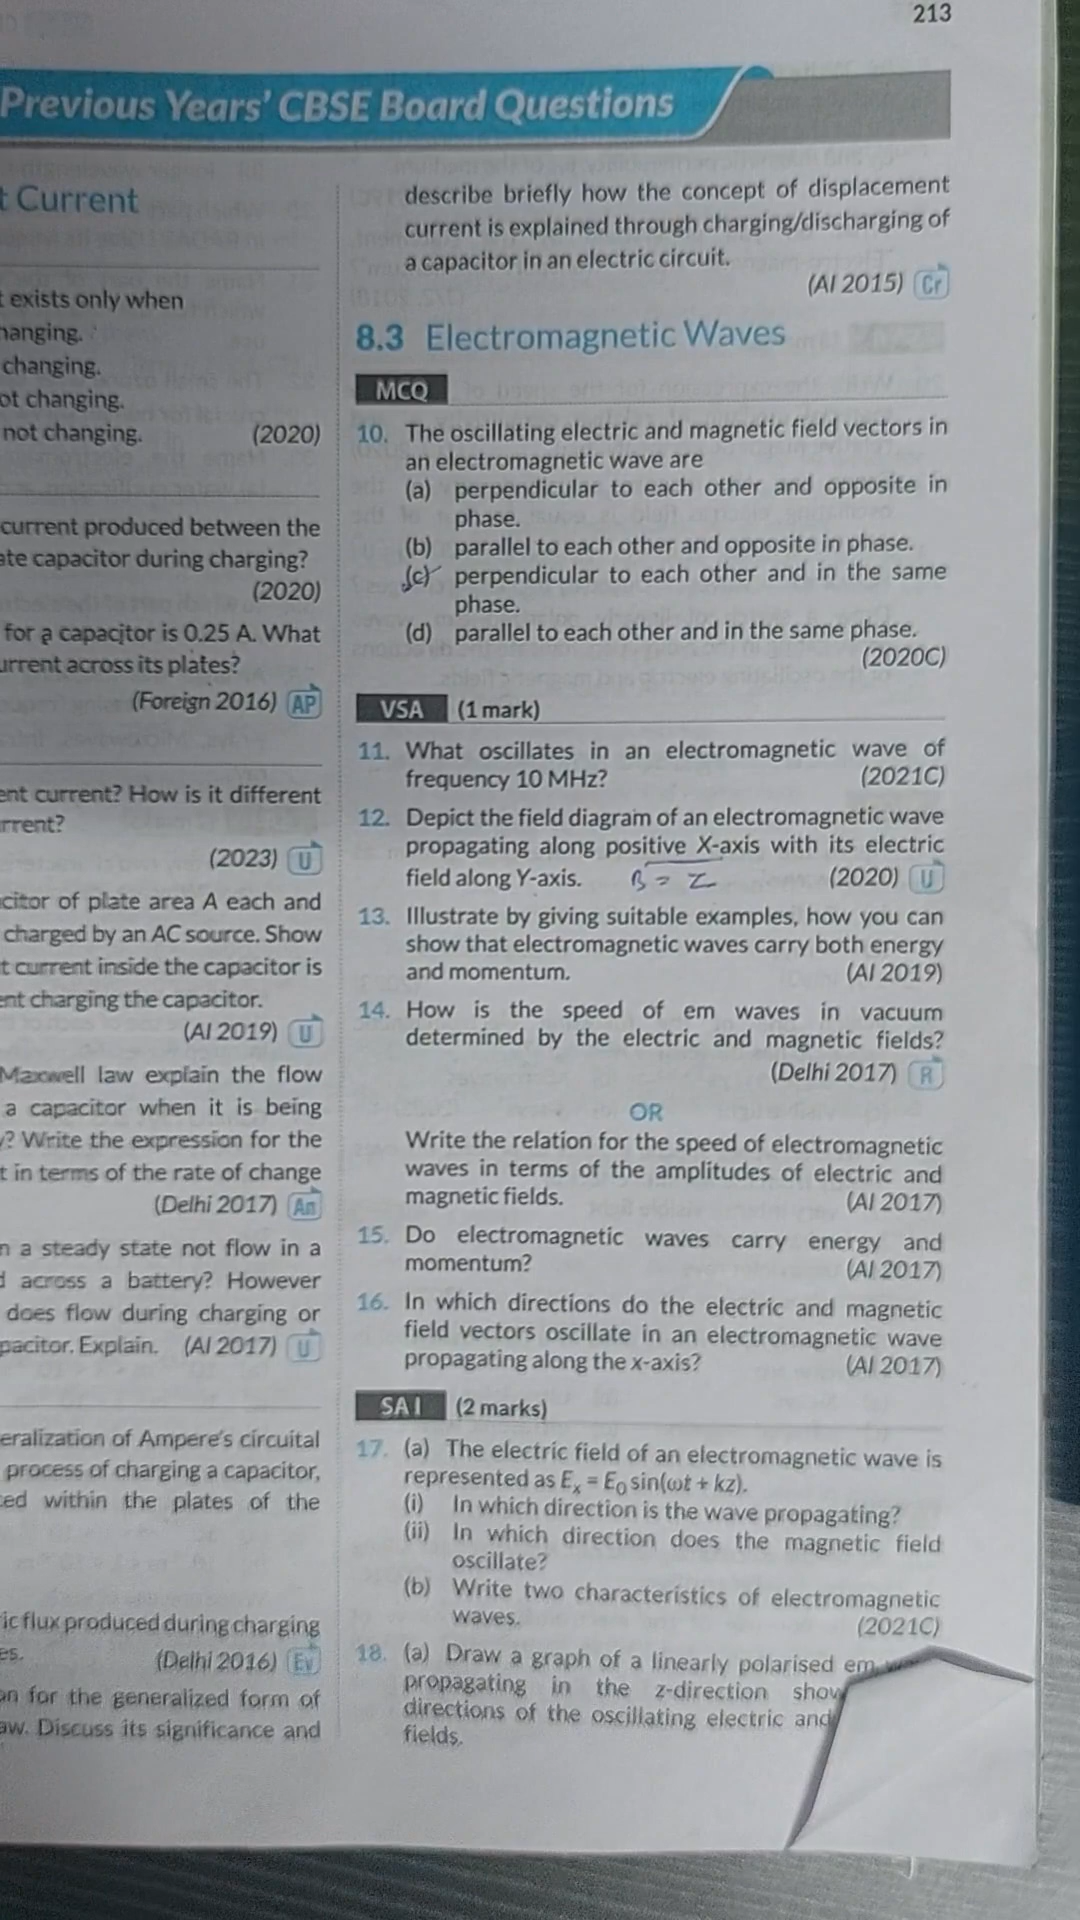 213
Previous Years' CBSE Board Questions
t Current
t exists only when
hanging.
changing.
ot changing.
not changing. (2020)
current produced between the
ate capacitor during charging?
(2020)
for a capacitor is 0.25 A. What
urrent across its plates?
(Foreign 2016) AP
ent current? How is it different
rrent?
(2023) U
acitor of plate area A each and
charged by an AC source. Show
t current inside the capacitor is
ent charging the capacitor.
(AI 2019) U
Maxwell law explain the flow
a capacitor when it is being
y? Write the expression for the
t in terms of the rate of change
(Delhi 2017) An
n a steady state not flow in a
d across a battery? However
does flow during charging or
pacitor. Explain. (AI 2017) U
eralization of Ampere's circuital
process of charging a capacitor,
ced within the plates of the
ic flux produced during charging
es. (Delhi 2016) Ev
on for the generalized form of
aw. Discuss its significance and
describe briefly how the concept of displacement
current is explained through charging/discharging of
a capacitor in an electric circuit.
(AI 2015) Cr
8.3 Electromagnetic Waves
MCQ
10. The oscillating electric and magnetic field vectors in
an electromagnetic wave are
(a) perpendicular to each other and opposite in
phase.
(b) parallel to each other and opposite in phase.
(c) perpendicular to each other and in the same
phase.
(d) parallel to each other and in the same phase.
(2020C)
VSA (1 mark)
11. What oscillates in an electromagnetic wave of
frequency 10 MHz? (2021C)
12. Depict the field diagram of an electromagnetic wave
propagating along positive X-axis with its electric
field along Y-axis. B = Z (2020) U
13. Illustrate by giving suitable examples, how you can
show that electromagnetic waves carry both energy
and momentum. (AI 2019)
14. How is the speed of em waves in vacuum
determined by the electric and magnetic fields?
(Delhi 2017) R
OR
Write the relation for the speed of electromagnetic
waves in terms of the amplitudes of electric and
magnetic fields. (AI 2017)
15. Do electromagnetic waves carry energy and
momentum? (AI 2017)
16. In which directions do the electric and magnetic
field vectors oscillate in an electromagnetic wave
propagating along the x-axis? (AI 2017)
SA I (2 marks)
17. (a) The electric field of an electromagnetic wave is
represented as Eₓ = E₀ sin(ωt + kz).
(i) In which direction is the wave propagating?
(ii) In which direction does the magnetic field
oscillate?
(b) Write two characteristics of electromagnetic
waves. (2021C)
18. (a) Draw a graph of a linearly polarised em
propagating in the z-direction show
directions of the oscillating electric and
fields.